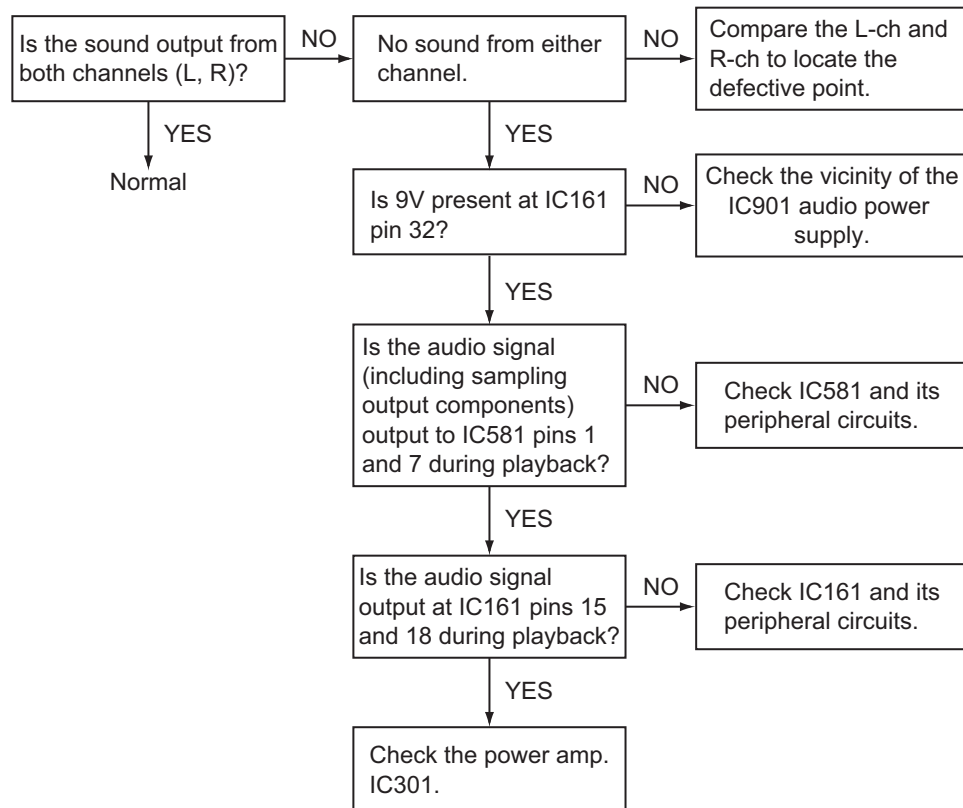 Is the sound output from
both channels (L, R)?
NO
No sound from either
channel.
NO
Compare the L-ch and
R-ch to locate the
defective point.
YES
Normal
YES
Is 9V present at IC161
pin 32?
NO
Check the vicinity of the
IC901 audio power
supply.
YES
Is the audio signal
(including sampling
output components)
output to IC581 pins 1
and 7 during playback?
NO
Check IC581 and its
peripheral circuits.
YES
Is the audio signal
output at IC161 pins 15
and 18 during playback?
NO
Check IC161 and its
peripheral circuits.
YES
Check the power amp.
IC301.